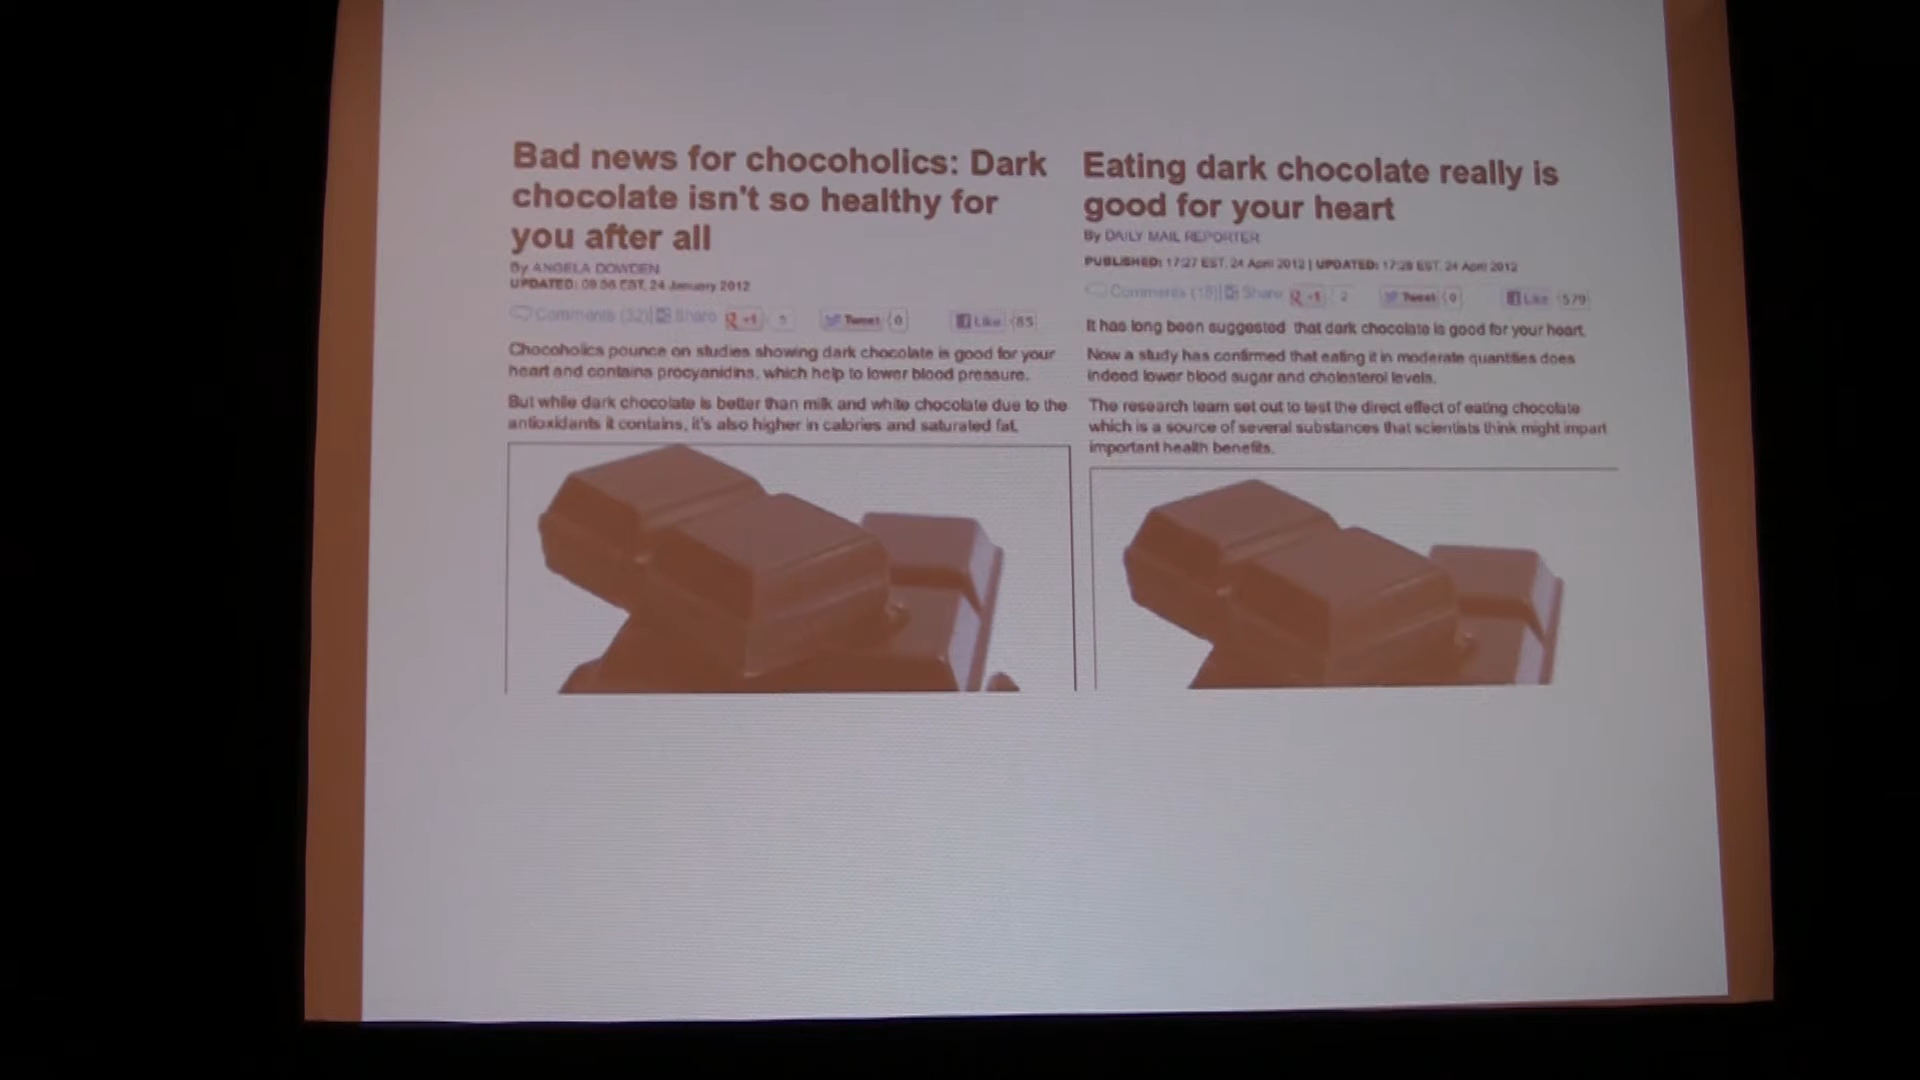 Bad news for chocoholics: Dark
chocolate isn't so healthy for
you after all
By ANGELA DOWDEN
UPDATED: 09:56 EST, 24 January 2012
Comments (32) Share +1 5 Tweet 0 Like 85
Chocoholics pounce on studies showing dark chocolate is good for your
heart and contains procyanidins, which help to lower blood pressure.
But while dark chocolate is better than milk and white chocolate due to the
antioxidants it contains, it's also higher in calories and saturated fat.
Eating dark chocolate really is
good for your heart
By DAILY MAIL REPORTER
PUBLISHED: 17:27 EST, 24 April 2012 | UPDATED: 17:28 EST, 24 April 2012
Comments (18) Share +1 2 Tweet 0 Like 579
It has long been suggested that dark chocolate is good for your heart.
Now a study has confirmed that eating it in moderate quantities does
indeed lower blood sugar and cholesterol levels.
The research team set out to test the direct effect of eating chocolate
which is a source of several substances that scientists think might impart
important health benefits.